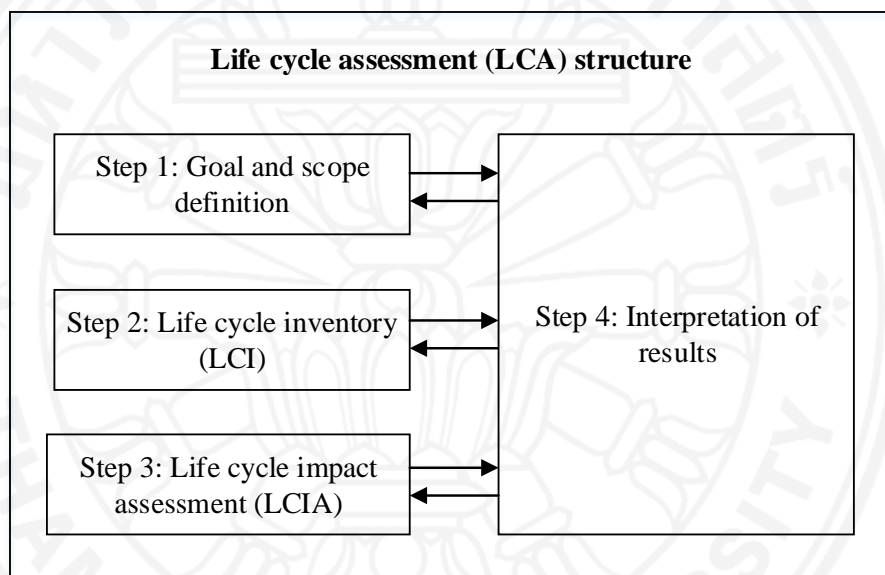 Life cycle assessment (LCA) structure
Step 1: Goal and scope
definition
Step 2: Life cycle inventory
(LCI)
Step 3: Life cycle impact
assessment (LCIA)
Step 4: Interpretation of
results